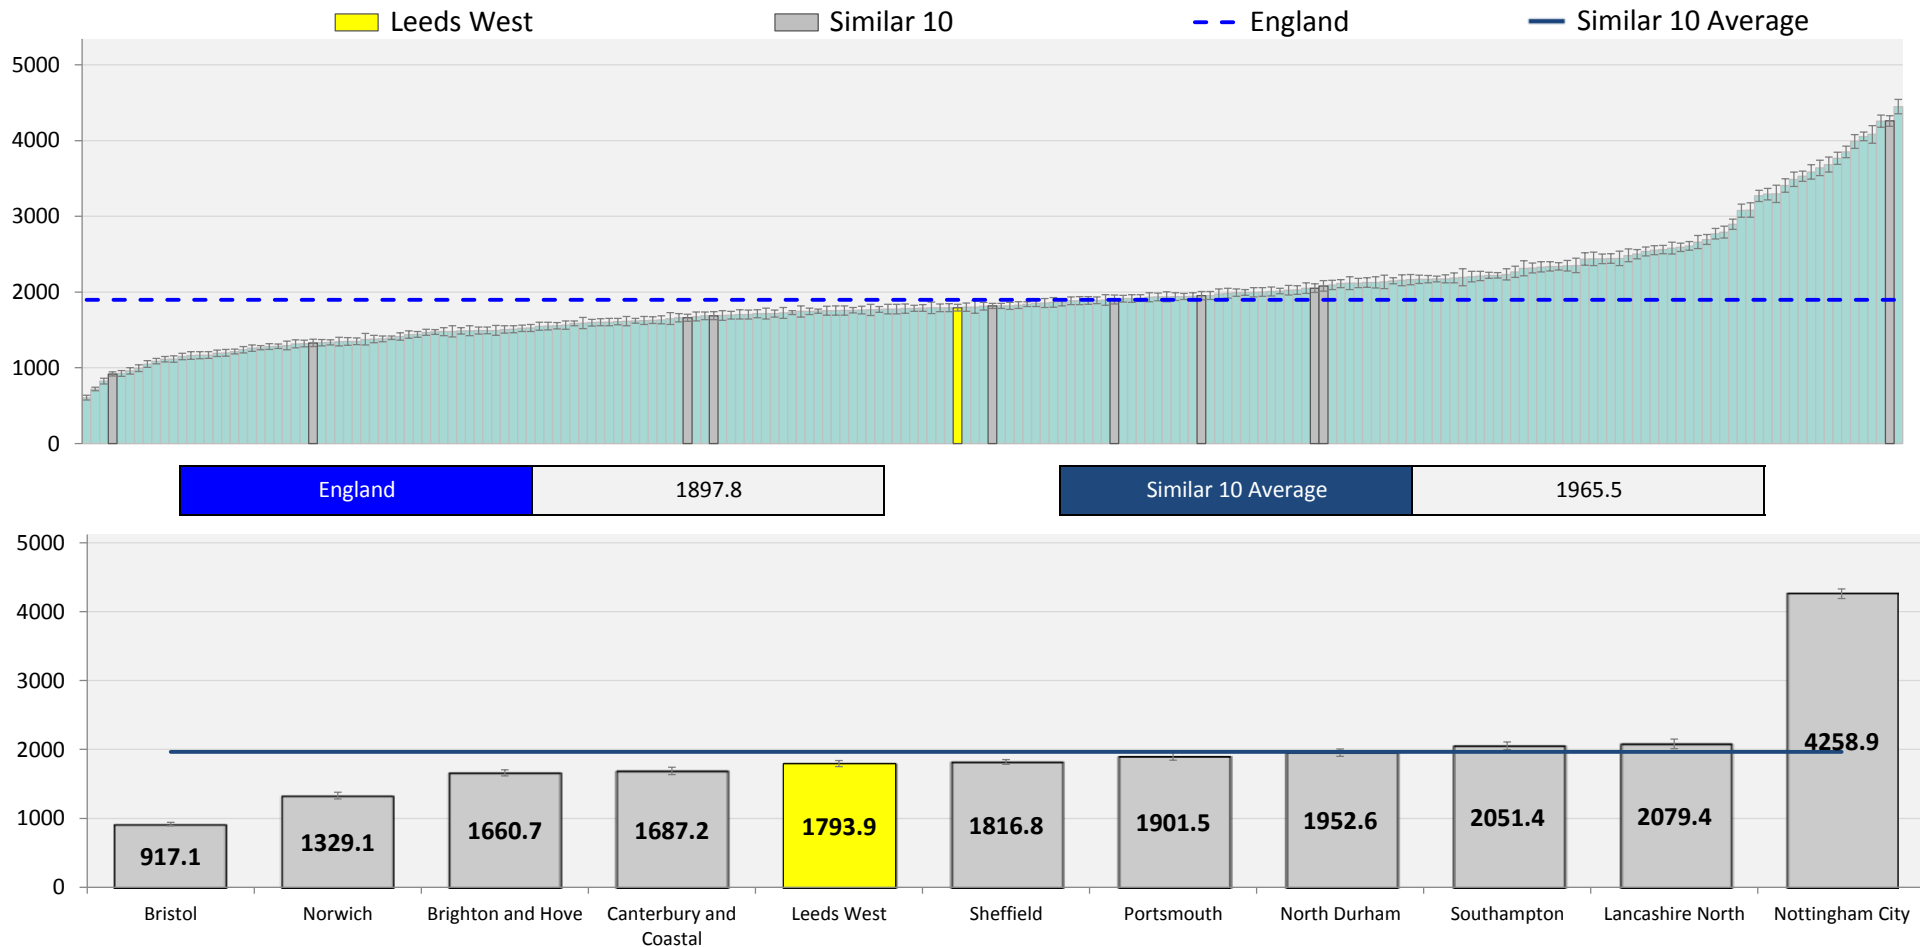 Leeds West Similar 10 England Similar 10 Average
5000
4000
3000
2000
1000
0
England 1897.8 Similar 10 Average 1965.5
5000
4000
3000
2000
1000
0
917.1 1329.1 1660.7 1687.2 1793.9 1816.8 1901.5 1952.6 2051.4 2079.4 4258.9
Bristol Norwich Brighton and Hove Canterbury and Leeds West Sheffield Portsmouth North Durham Southampton Lancashire North Nottingham City
Coastal